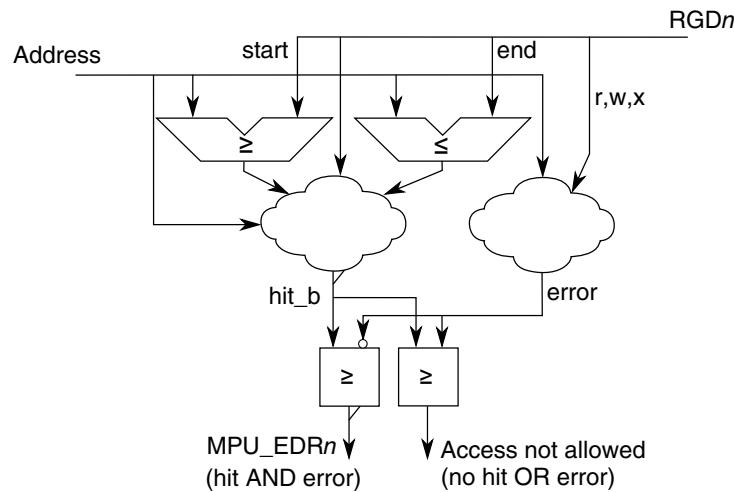 RGDn
Address
start
end
r,w,x
≥
≤
hit_b
error
≥
≥
MPU_EDRn
(hit AND error)
Access not allowed
(no hit OR error)